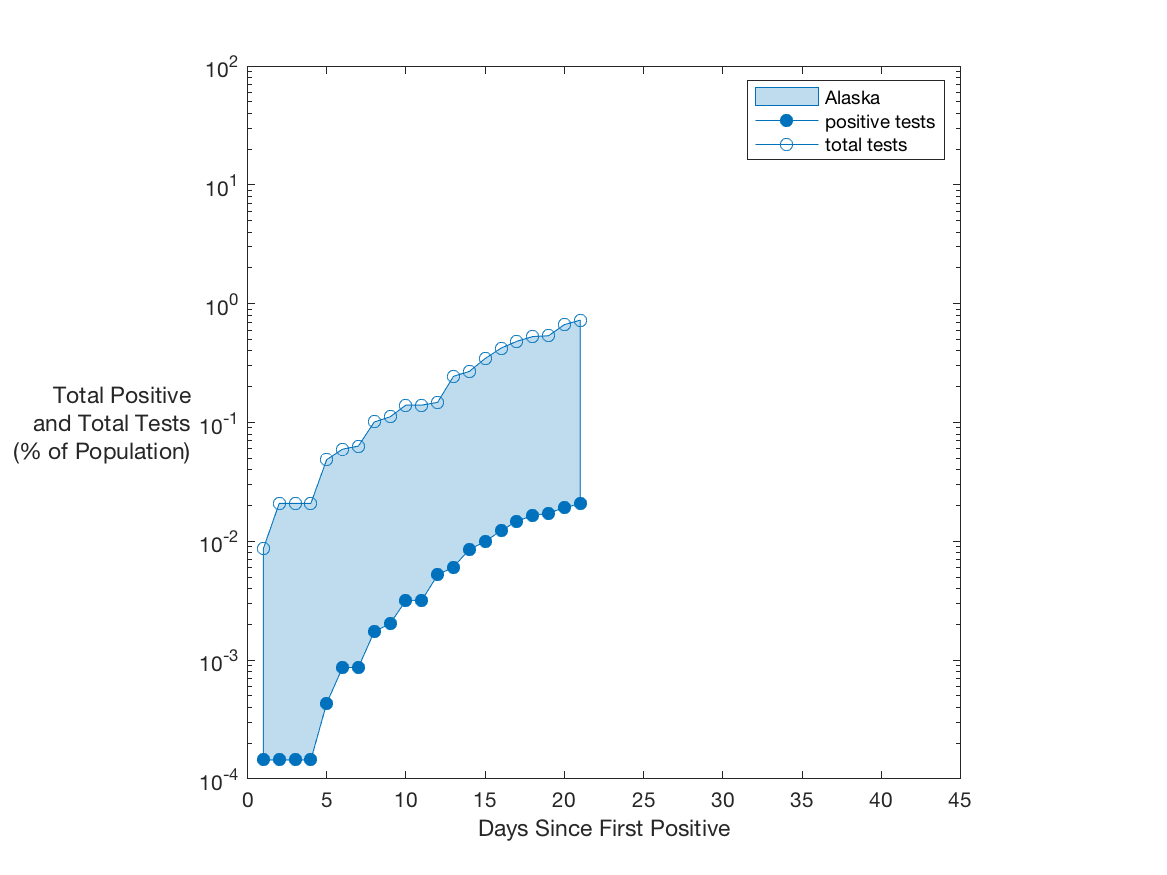 10^2
10^1
10^0
10^-1
10^-2
10^-3
10^-4
Total Positive
and Total Tests
(% of Population)
Alaska
positive tests
total tests
0 5 10 15 20 25 30 35 40 45
Days Since First Positive